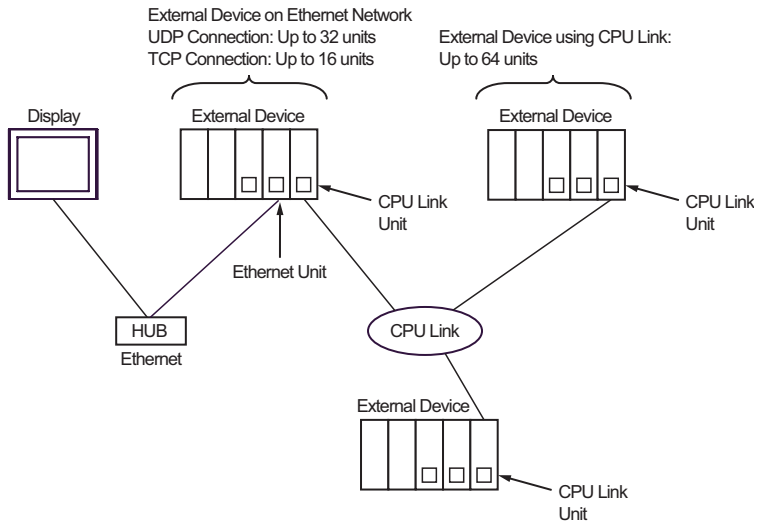 External Device on Ethernet Network
UDP Connection: Up to 32 units
TCP Connection: Up to 16 units
External Device using CPU Link:
Up to 64 units
Display
External Device
External Device
CPU Link
Unit
CPU Link
Unit
Ethernet Unit
HUB
Ethernet
CPU Link
External Device
CPU Link
Unit